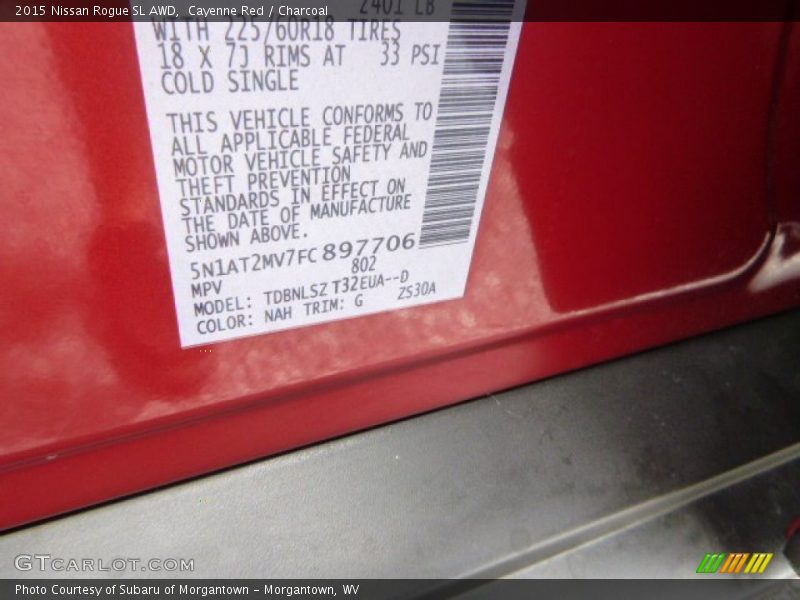 2015 Nissan Rogue SL AWD, Cayenne Red / Charcoal
2401 LB
WITH 225/60R18 TIRES
18 X 7J RIMS AT 33 PSI
COLD SINGLE
THIS VEHICLE CONFORMS TO
ALL APPLICABLE FEDERAL
MOTOR VEHICLE SAFETY AND
THEFT PREVENTION
STANDARDS IN EFFECT ON
THE DATE OF MANUFACTURE
SHOWN ABOVE.
5N1AT2MV7FC897706
MPV 802
MODEL: TDBNLSZ T32EUA--D
COLOR: NAH TRIM: G ZS30A
GTCARLOT.COM
Photo Courtesy of Subaru of Morgantown - Morgantown, WV